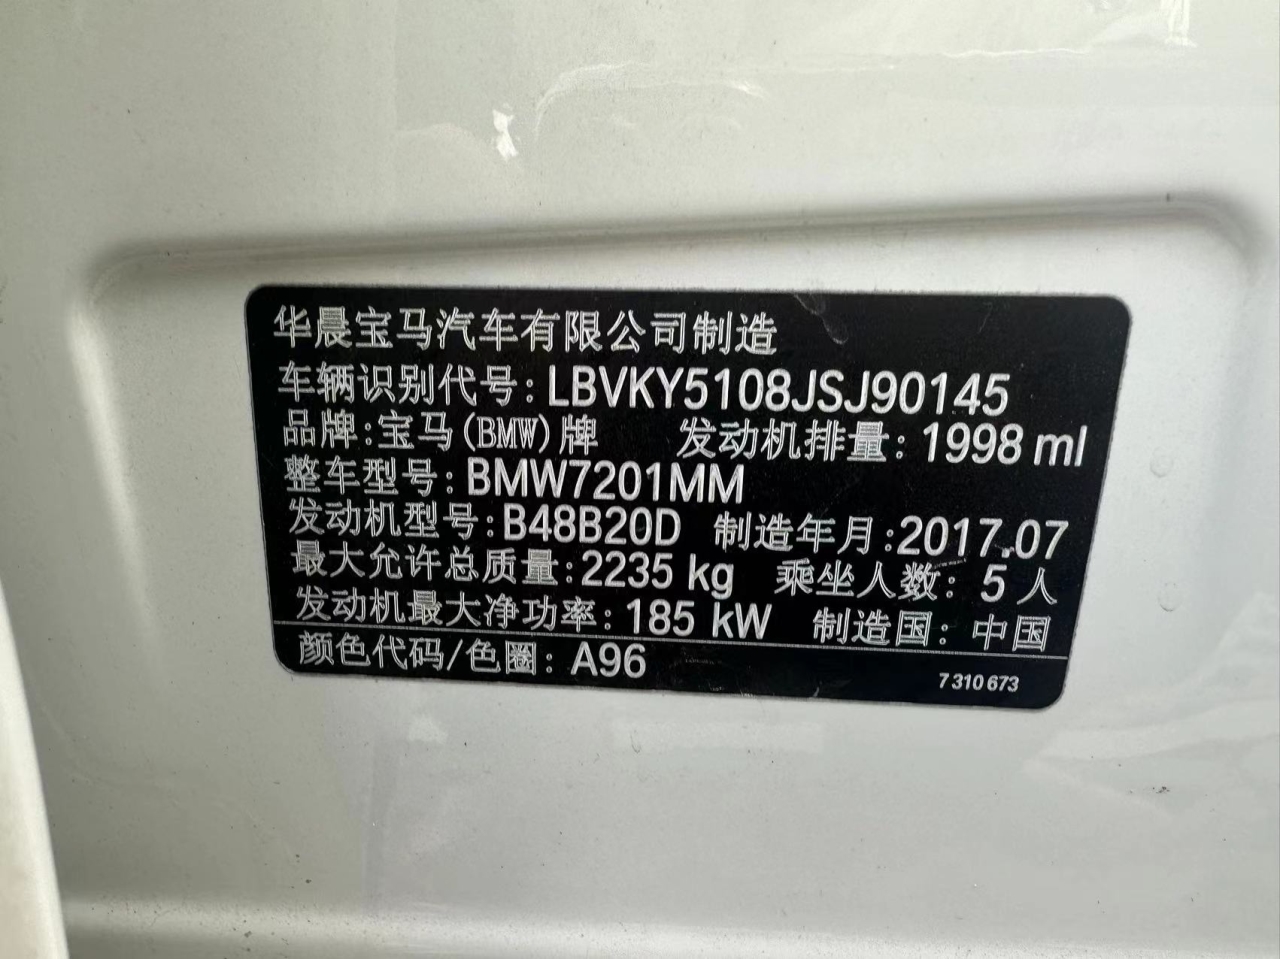 华晨宝马汽车有限公司制造
车辆识别代号:LBVKY5108JSJ90145
品牌:宝马(BMW)牌 发动机排量:1998 ml
整车型号:BMW7201MM
发动机型号:B48B20D 制造年月:2017.07
最大允许总质量:2235 kg 乘坐人数:5人
发动机最大净功率:185 kW 制造国:中国
颜色代码/色圈:A96
7 310 673